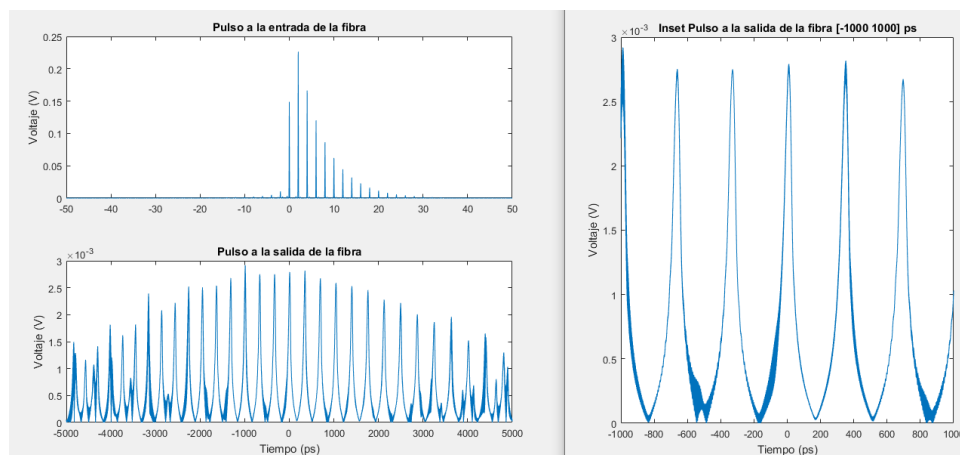 Pulso a la entrada de la fibra
Voltaje (V)
0.25
0.2
0.15
0.1
0.05
0
-50 -40 -30 -20 -10 0 10 20 30 40 50
Pulso a la salida de la fibra
×10-3
Voltaje (V)
3
2.5
2
1.5
1
0.5
0
-5000 -4000 -3000 -2000 -1000 0 1000 2000 3000 4000 5000
Tiempo (ps)
Inset Pulso a la salida de la fibra [-1000 1000] ps
×10-3
Voltaje (V)
3
2.5
2
1.5
1
0.5
0
-1000 -800 -600 -400 -200 0 200 400 600 800 1000
Tiempo (ps)